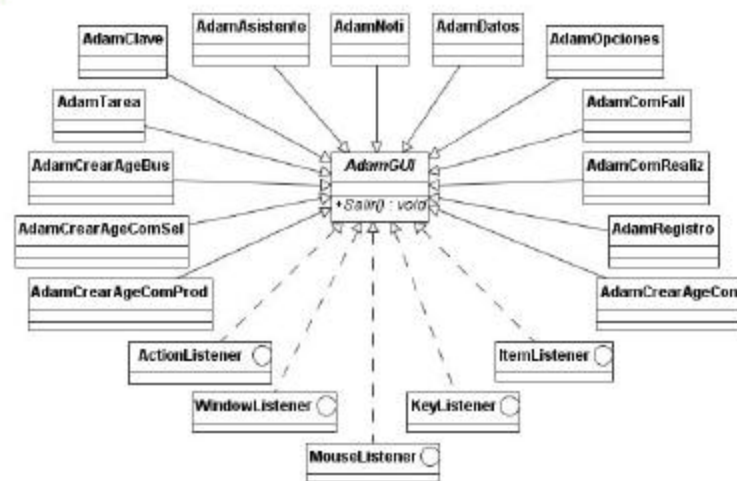 AdamClave
AdamAsistente
AdamNoti
AdamDatos
AdamOpciones
AdamTarea
AdamGUI
+Salir() : void
AdamComFall
AdamCrearAgeBus
AdamComRealiz
AdamCrearAgeComSel
AdamRegistro
AdamCrearAgeComProd
AdamCrearAgeCon
ActionListener
ItemListener
WindowListener
KeyListener
MouseListener